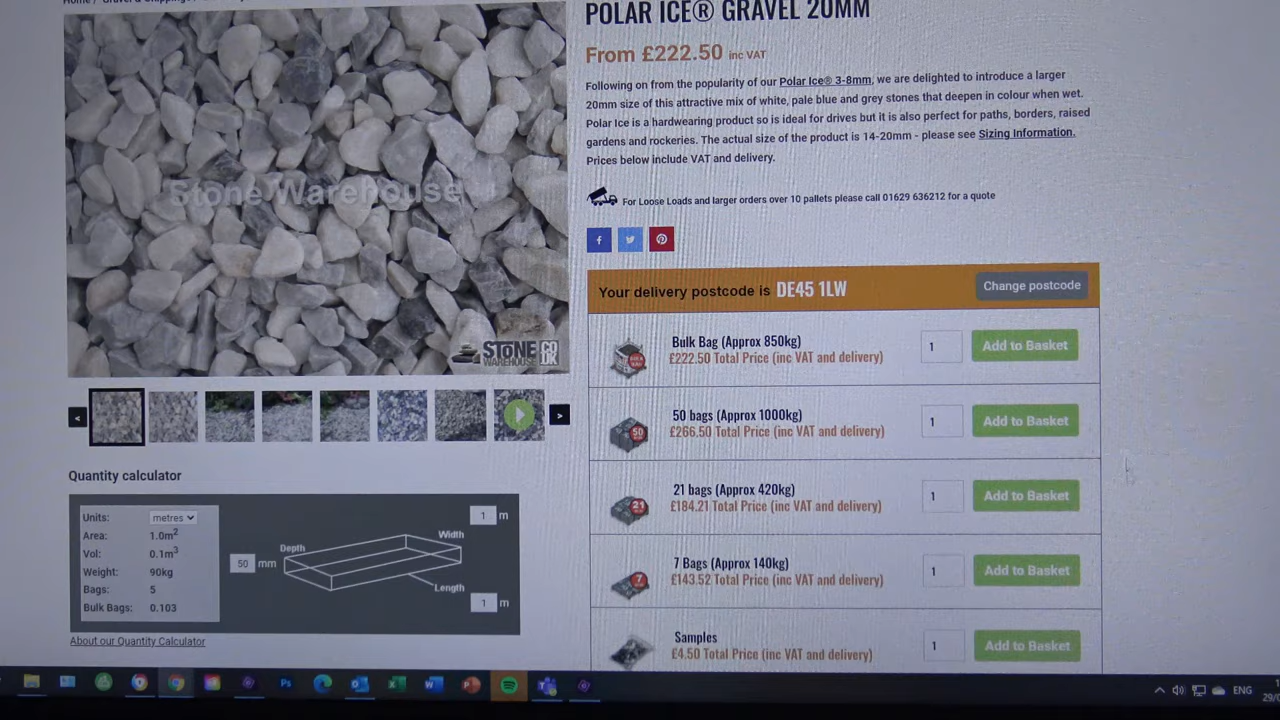 POLAR ICE® GRAVEL 20MM
From £222.50 inc VAT
Following on from the popularity of our Polar Ice® 3-8mm, we are delighted to introduce a larger
20mm size of this attractive mix of white, pale blue and grey stones that deepen in colour when wet.
Polar Ice is a hardwearing product so is ideal for drives but it is also perfect for paths, borders, raised
gardens and rockeries. The actual size of the product is 14-20mm - please see Sizing Information.
Prices below include VAT and delivery.
For Loose Loads and larger orders over 10 pallets please call 01629 636212 for a quote
Stone Warehouse
STONE
WAREHOUSE
CO
UK
Your delivery postcode is DE45 1LW
Change postcode
Bulk Bag (Approx 850kg)
£222.50 Total Price (inc VAT and delivery)
1
Add to Basket
50 bags (Approx 1000kg)
£266.50 Total Price (inc VAT and delivery)
50
1
Add to Basket
21 bags (Approx 420kg)
£184.21 Total Price (inc VAT and delivery)
21
1
Add to Basket
7 Bags (Approx 140kg)
£143.52 Total Price (inc VAT and delivery)
7
1
Add to Basket
Samples
£4.50 Total Price (inc VAT and delivery)
1
Add to Basket
Quantity calculator
Units: metres
Area: 1.0m²
Vol: 0.1m³
Weight: 90kg
Bags: 5
Bulk Bags: 0.103
Depth
50 mm
1 m
Width
Length
1 m
About our Quantity Calculator
ENG